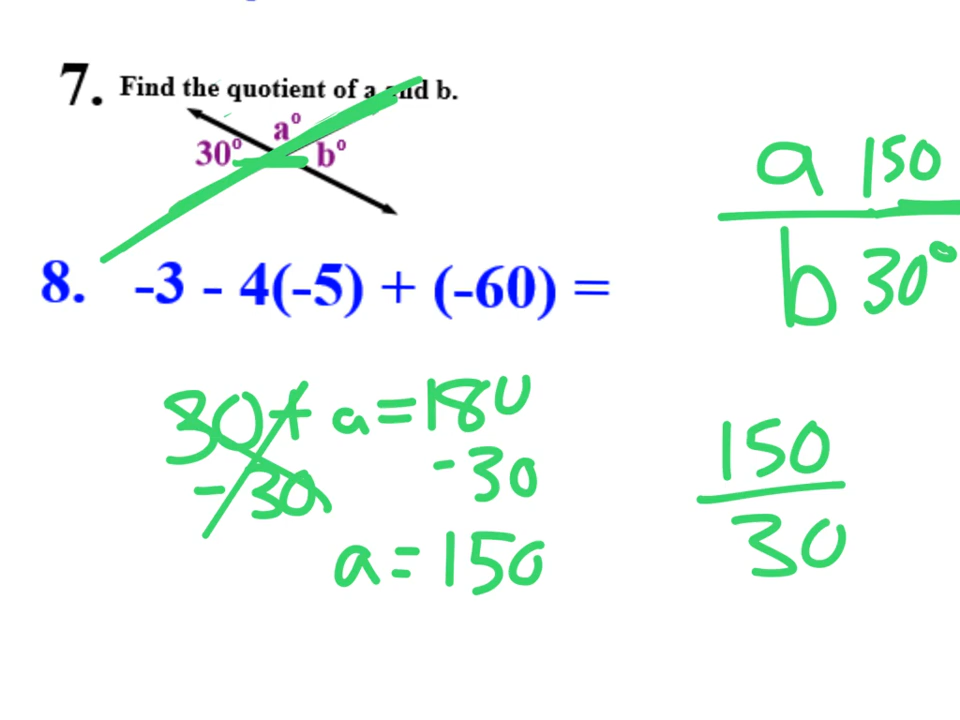 7. Find the quotient of a and b.
a°
30° b°
a 150
b 30°
8. -3 - 4(-5) + (-60) =
30 + a = 180
-30 -30
a = 150
150
30